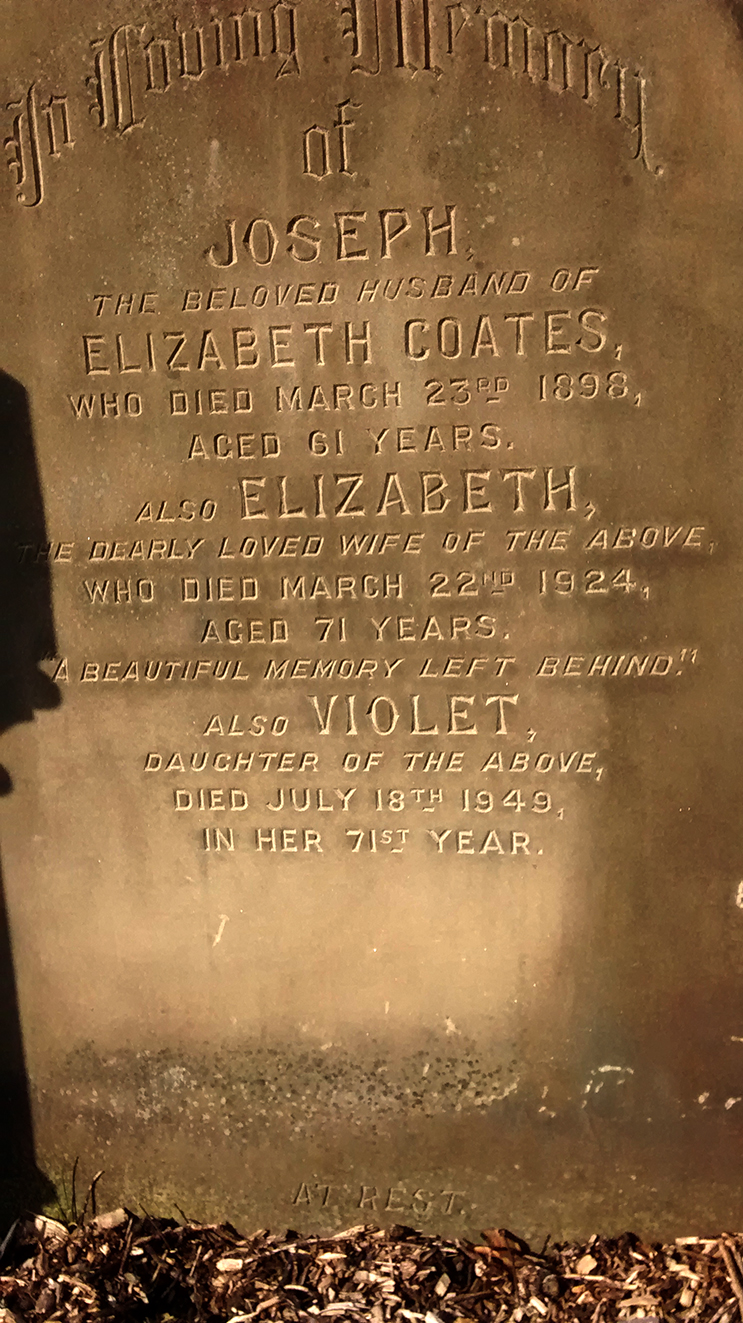 In Loving Memory
of
JOSEPH,
THE BELOVED HUSBAND OF
ELIZABETH COATES,
WHO DIED MARCH 23RD 1898,
AGED 61 YEARS.
ALSO ELIZABETH,
THE DEARLY LOVED WIFE OF THE ABOVE,
WHO DIED MARCH 22ND 1924,
AGED 71 YEARS.
"A BEAUTIFUL MEMORY LEFT BEHIND."
ALSO VIOLET,
DAUGHTER OF THE ABOVE,
DIED JULY 18TH 1949,
IN HER 71ST YEAR.
AT REST.